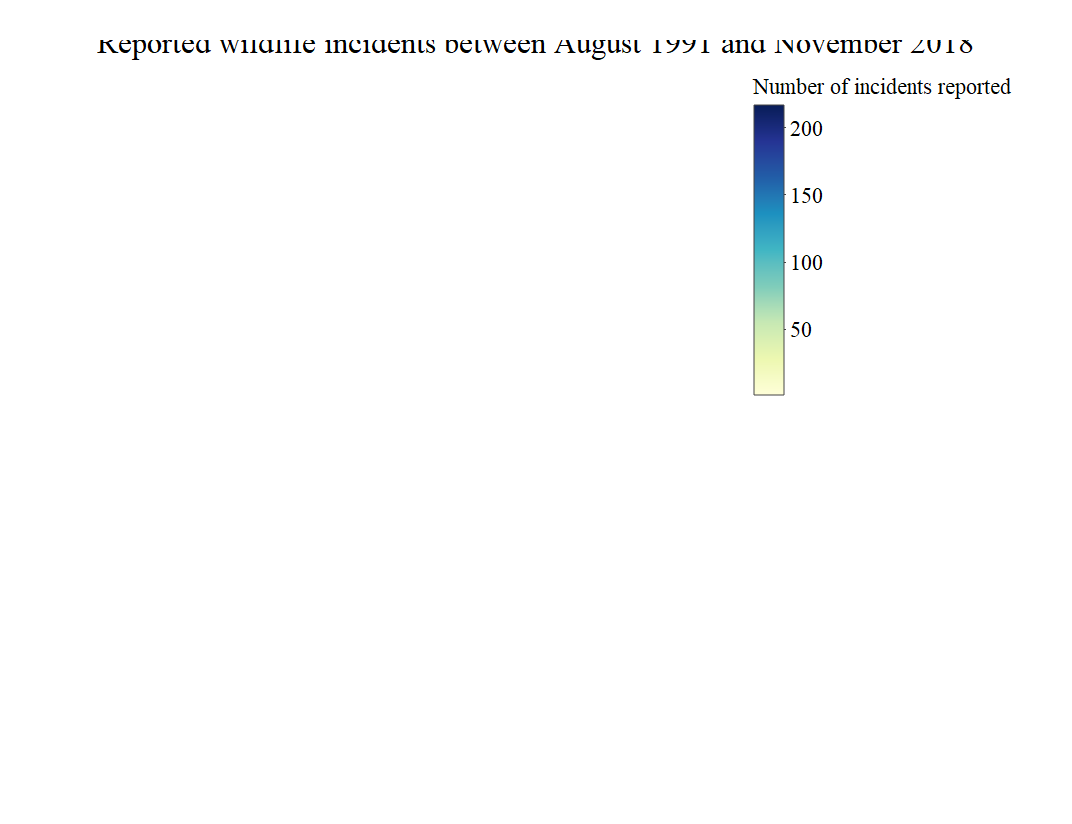 Reported wildlife incidents between August 1991 and November 2018
Number of incidents reported
200
150
100
50